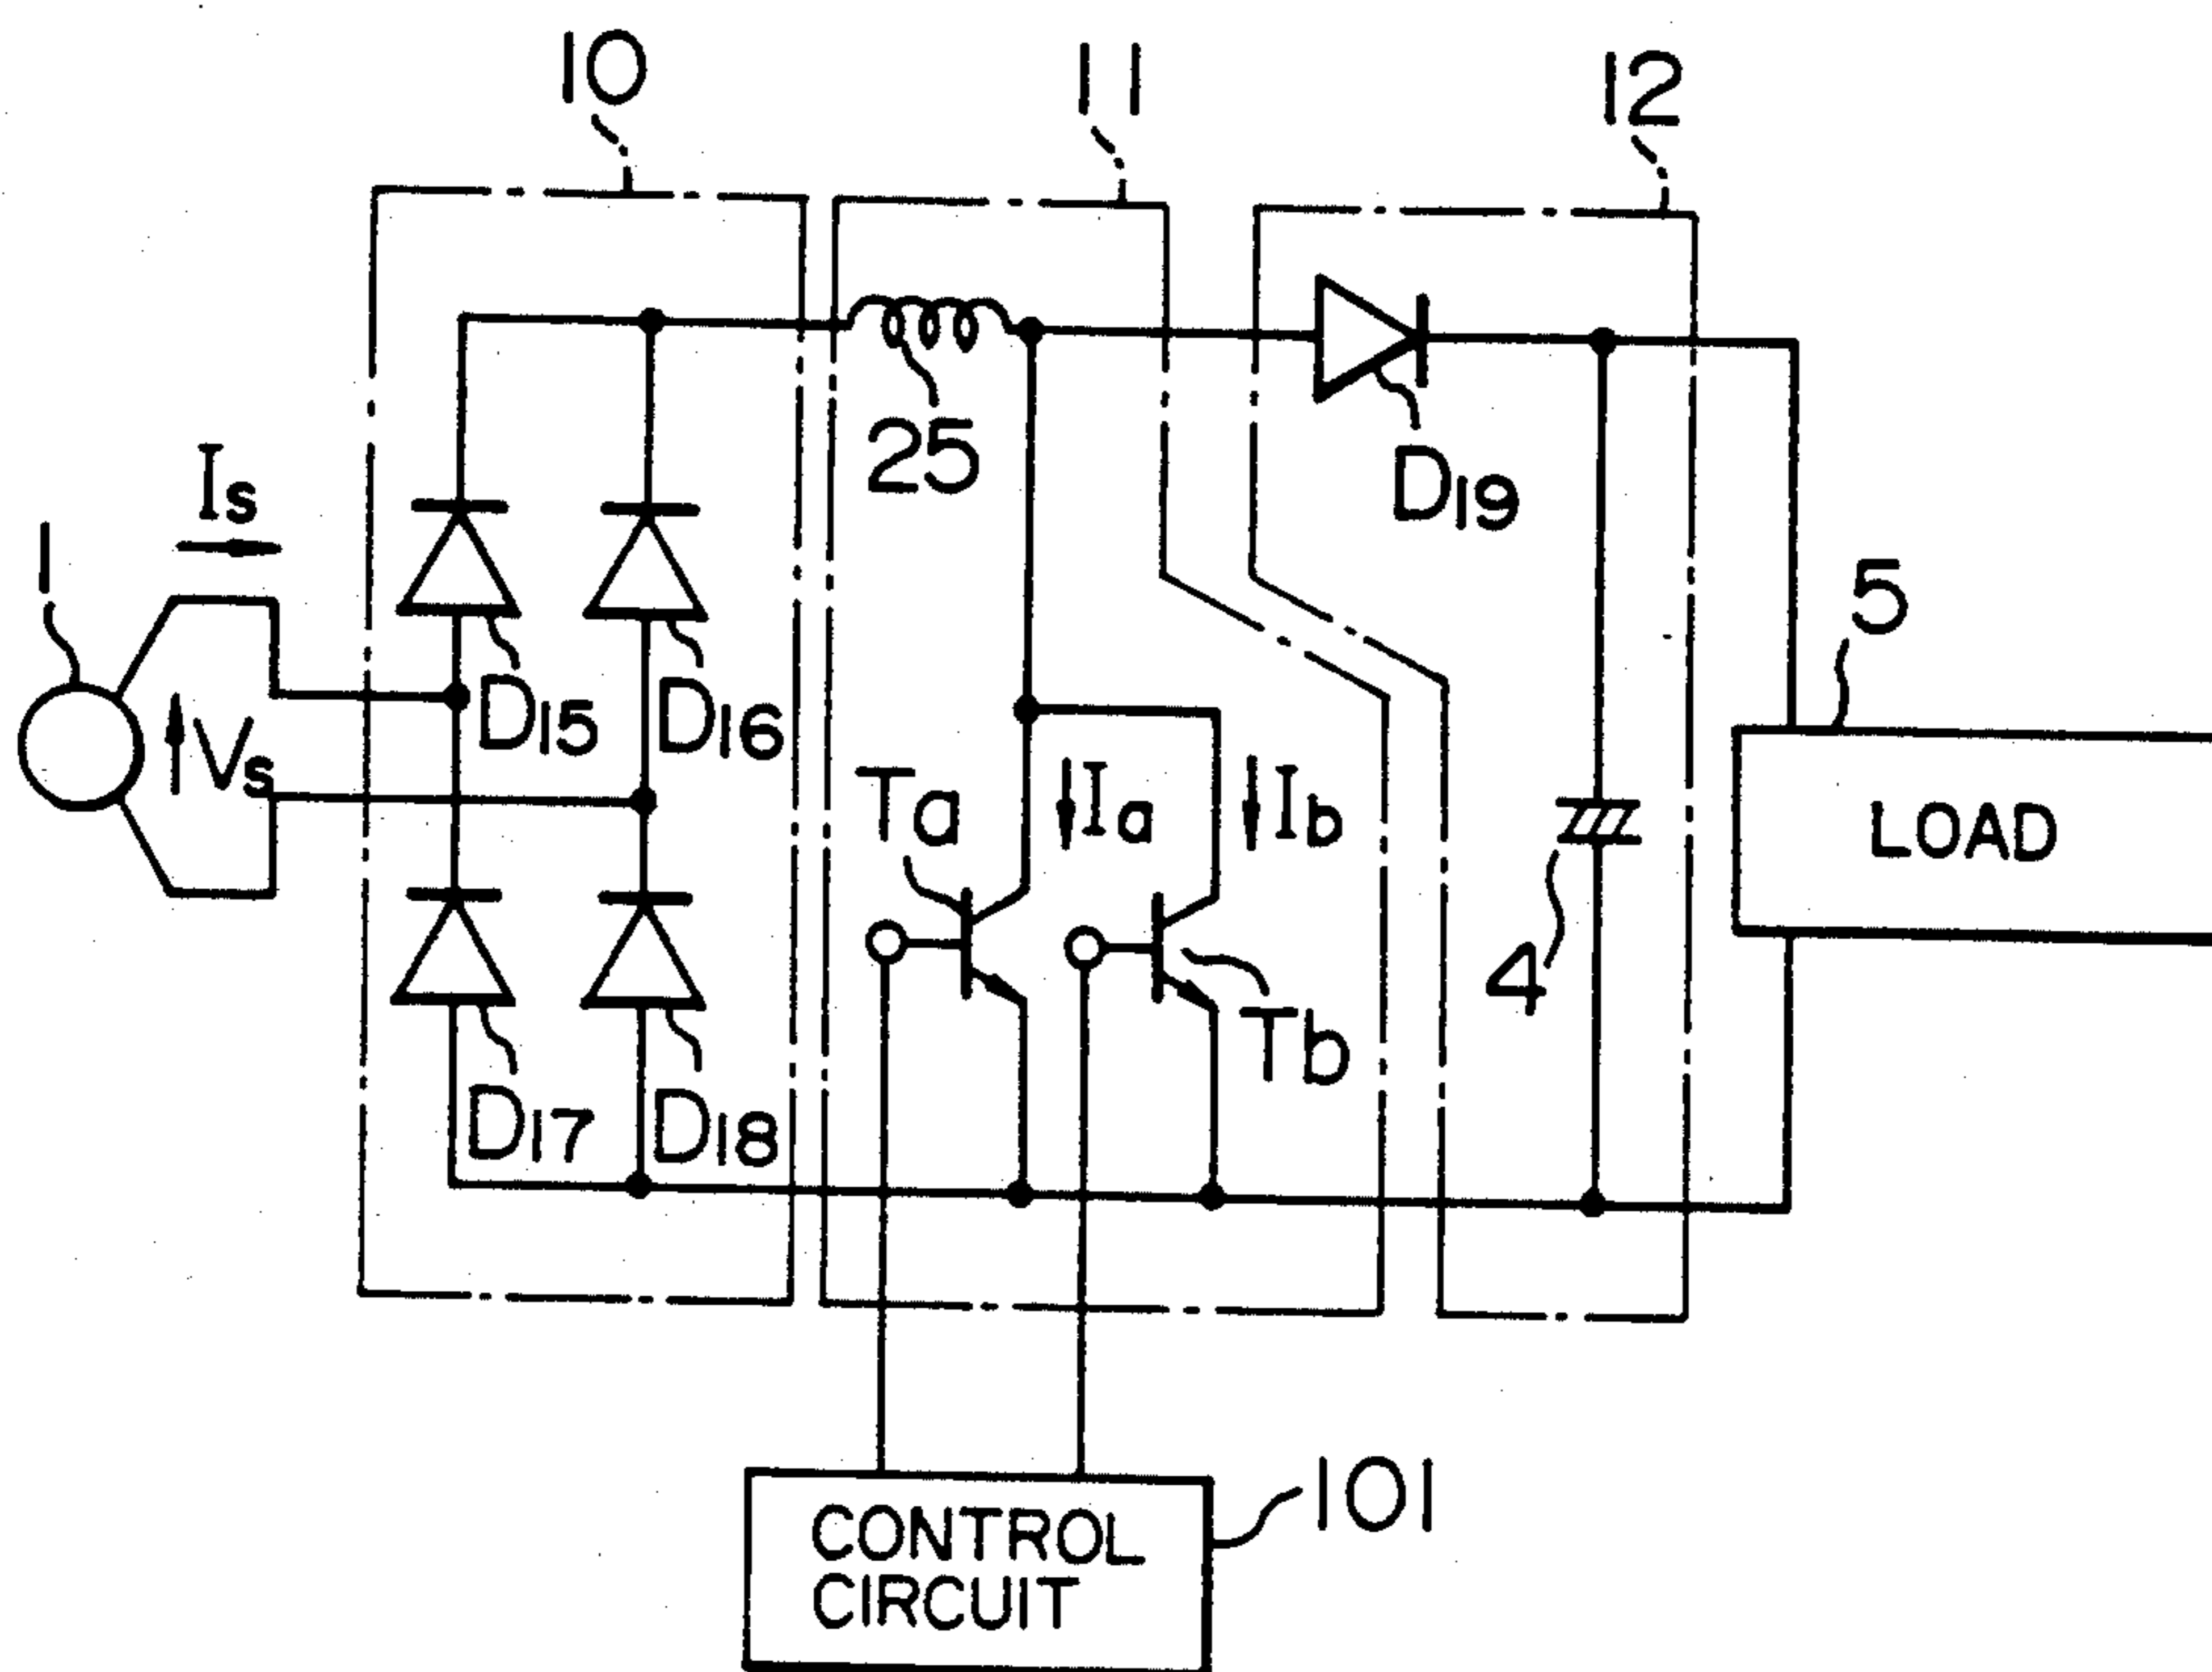 10
11
12
25
D19
Is
1
5
D15
D16
Vs
Ta
Ia
Ib
LOAD
4
Tb
D17
D18
101
CONTROL
CIRCUIT